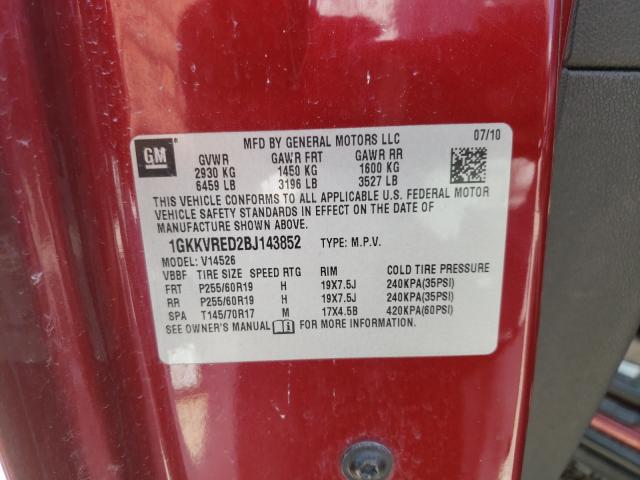 MFD BY GENERAL MOTORS LLC 07/10
GM
GVWR GAWR FRT GAWR RR
2930 KG 1450 KG 1600 KG
6459 LB 3196 LB 3527 LB
THIS VEHICLE CONFORMS TO ALL APPLICABLE U.S. FEDERAL MOTOR
VEHICLE SAFETY STANDARDS IN EFFECT ON THE DATE OF
MANUFACTURE SHOWN ABOVE.
1GKKVRED2BJ143852 TYPE: M.P.V.
MODEL: V14526
VBBF TIRE SIZE SPEED RTG RIM COLD TIRE PRESSURE
FRT P255/60R19 H 19X7.5J 240KPA(35PSI)
RR P255/60R19 H 19X7.5J 240KPA(35PSI)
SPA T145/70R17 M 17X4.5B 420KPA(60PSI)
SEE OWNER'S MANUAL FOR MORE INFORMATION.